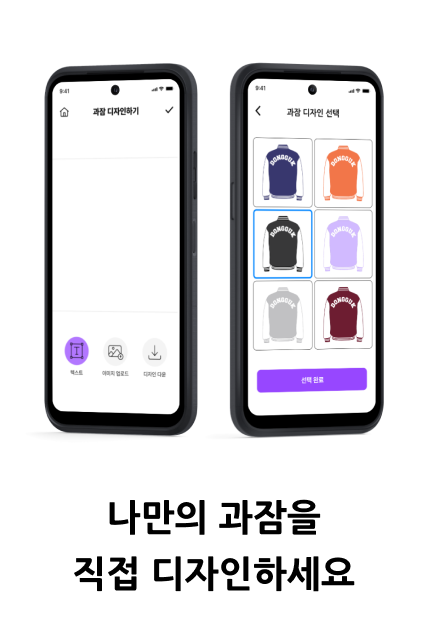 9:41
과잠 디자인하기
텍스트
이미지 업로드
디자인 다운
9:41
과잠 디자인 선택
DONGGUK
DONGGUK
DONGGUK
DONGGUK
DONGGUK
DONGGUK
선택 완료
나만의 과잠을
직접 디자인하세요